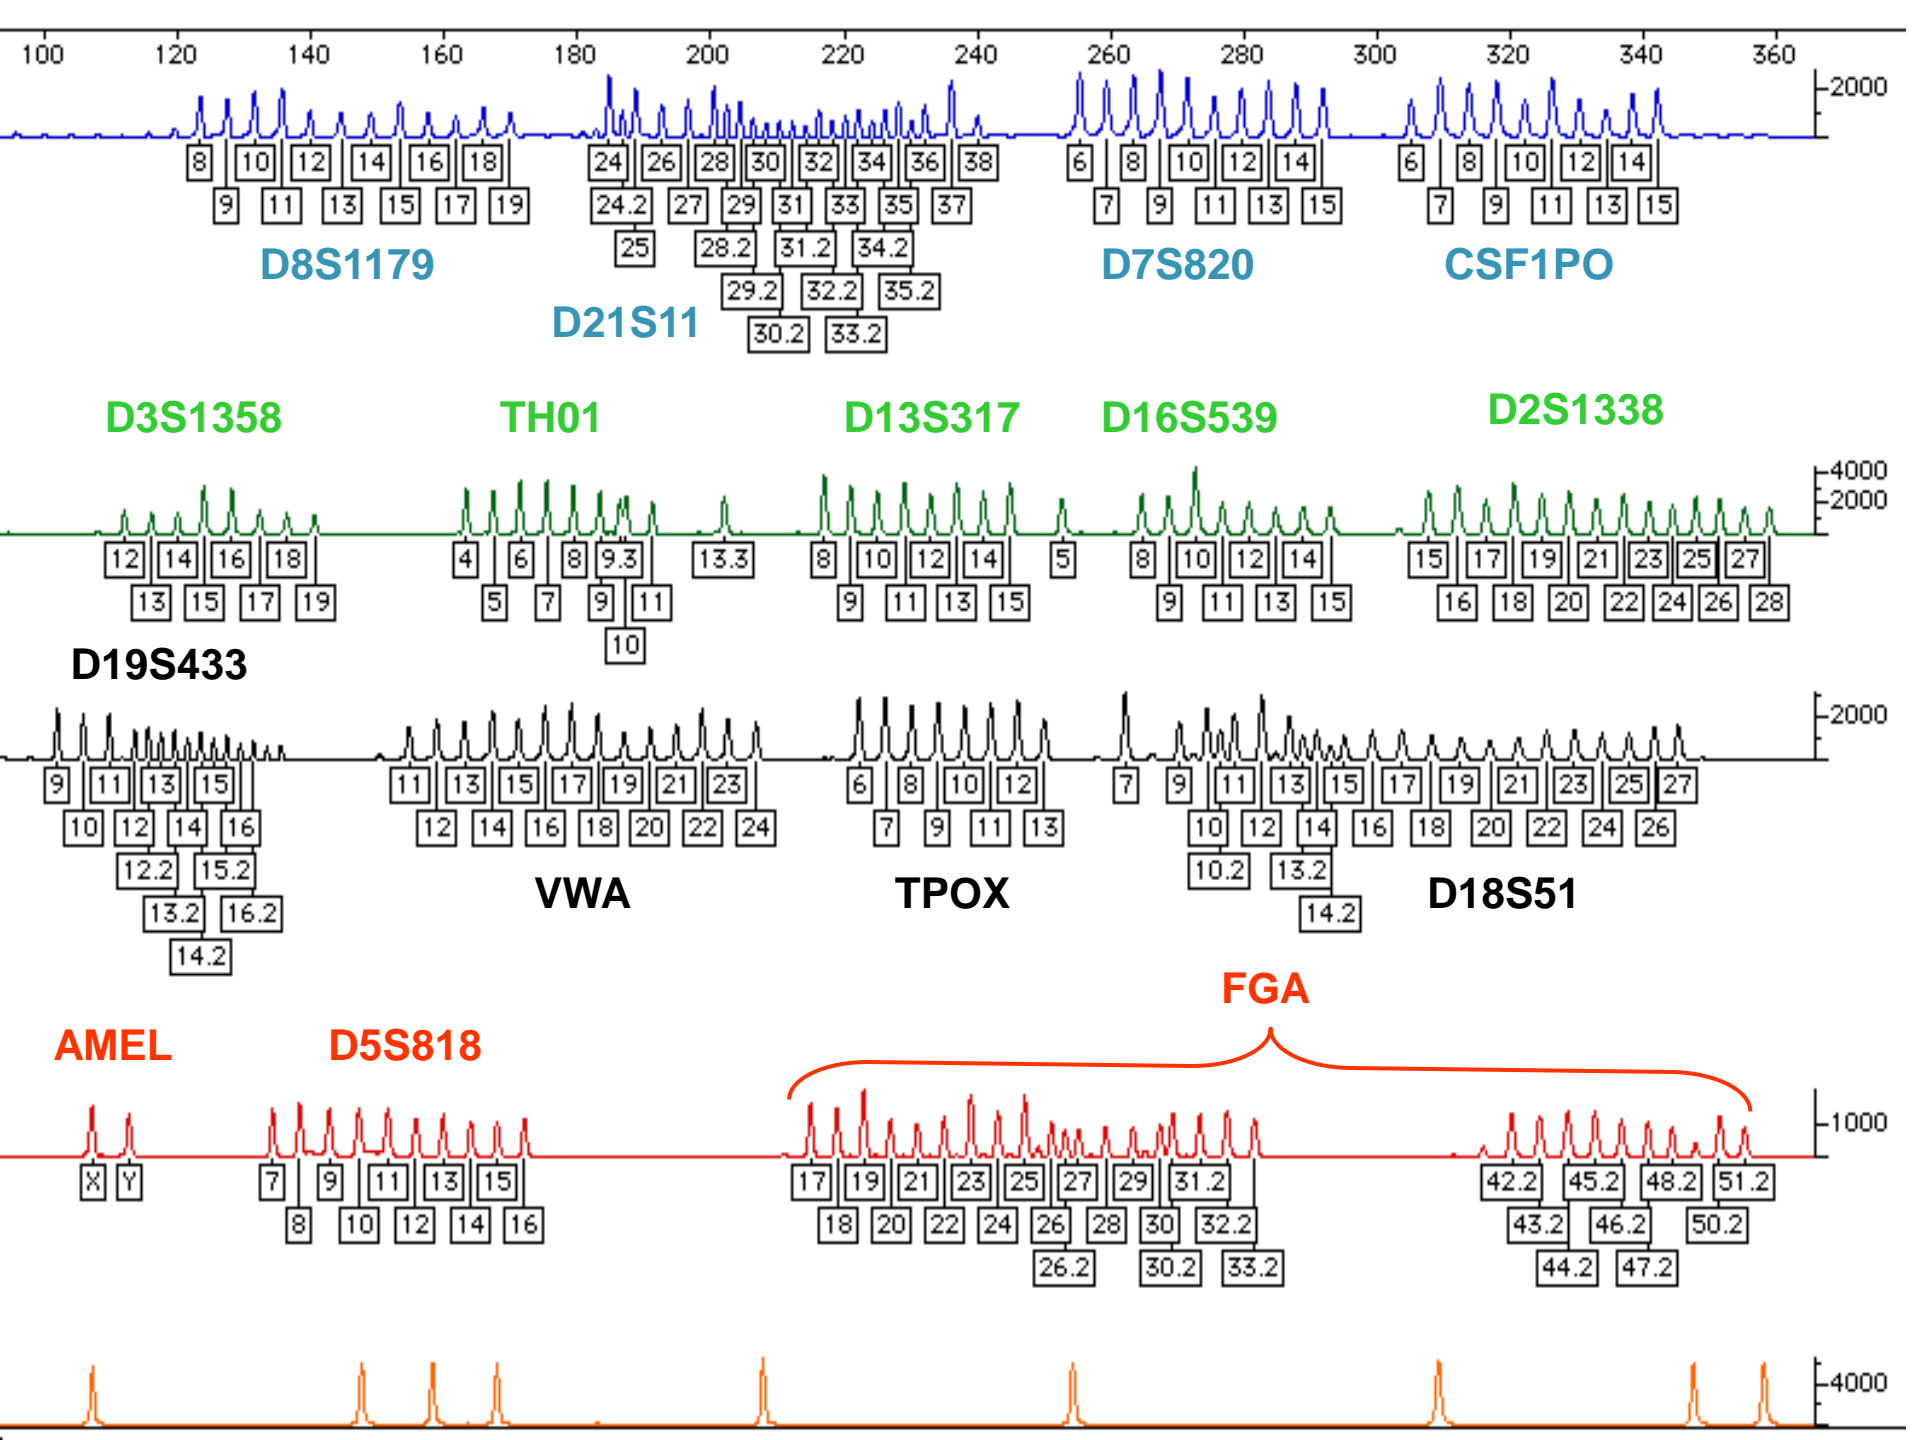 100 120 140 160 180 200 220 240 260 280 300 320 340 360
2000
8 10 12 14 16 18 24 26 28 30 32 34 36 38 6 8 10 12 14 6 8 10 12 14
9 11 13 15 17 19 24.2 27 29 31 33 35 37 7 9 11 13 15 7 9 11 13 15
25 28.2 31.2 34.2
D8S1179 D7S820 CSF1PO
29.2 32.2 35.2
D21S11 30.2 33.2
D3S1358 TH01 D13S317 D16S539 D2S1338
4000
2000
12 14 16 18 4 6 8 9.3 13.3 8 10 12 14 5 8 10 12 14 15 17 19 21 23 25 27
13 15 17 19 5 7 9 11 9 11 13 15 9 11 13 15 16 18 20 22 24 26 28
10
D19S433
2000
9 11 13 15 11 13 15 17 19 21 23 6 8 10 12 7 9 11 13 15 17 19 21 23 25 27
10 12 14 16 12 14 16 18 20 22 24 7 9 11 13 10 12 14 16 18 20 22 24 26
12.2 15.2 10.2 13.2
VWA TPOX D18S51
13.2 16.2 14.2
14.2
FGA
AMEL D5S818
1000
X Y 7 9 11 13 15 17 19 21 23 25 27 29 31.2 42.2 45.2 48.2 51.2
8 10 12 14 16 18 20 22 24 26 28 30 32.2 43.2 46.2 50.2
26.2 30.2 33.2 44.2 47.2
4000